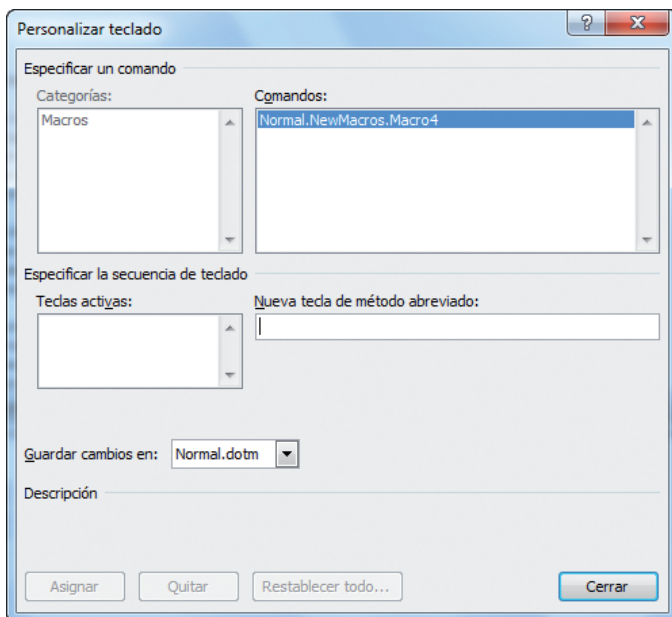 Personalizar teclado
Especificar un comando
Categorías:
Comandos:
Macros
Normal.NewMacros.Macro4
Especificar la secuencia de teclado
Teclas activas:
Nueva tecla de método abreviado:
Guardar cambios en:
Normal.dotm
Descripción
Asignar
Quitar
Restablecer todo...
Cerrar